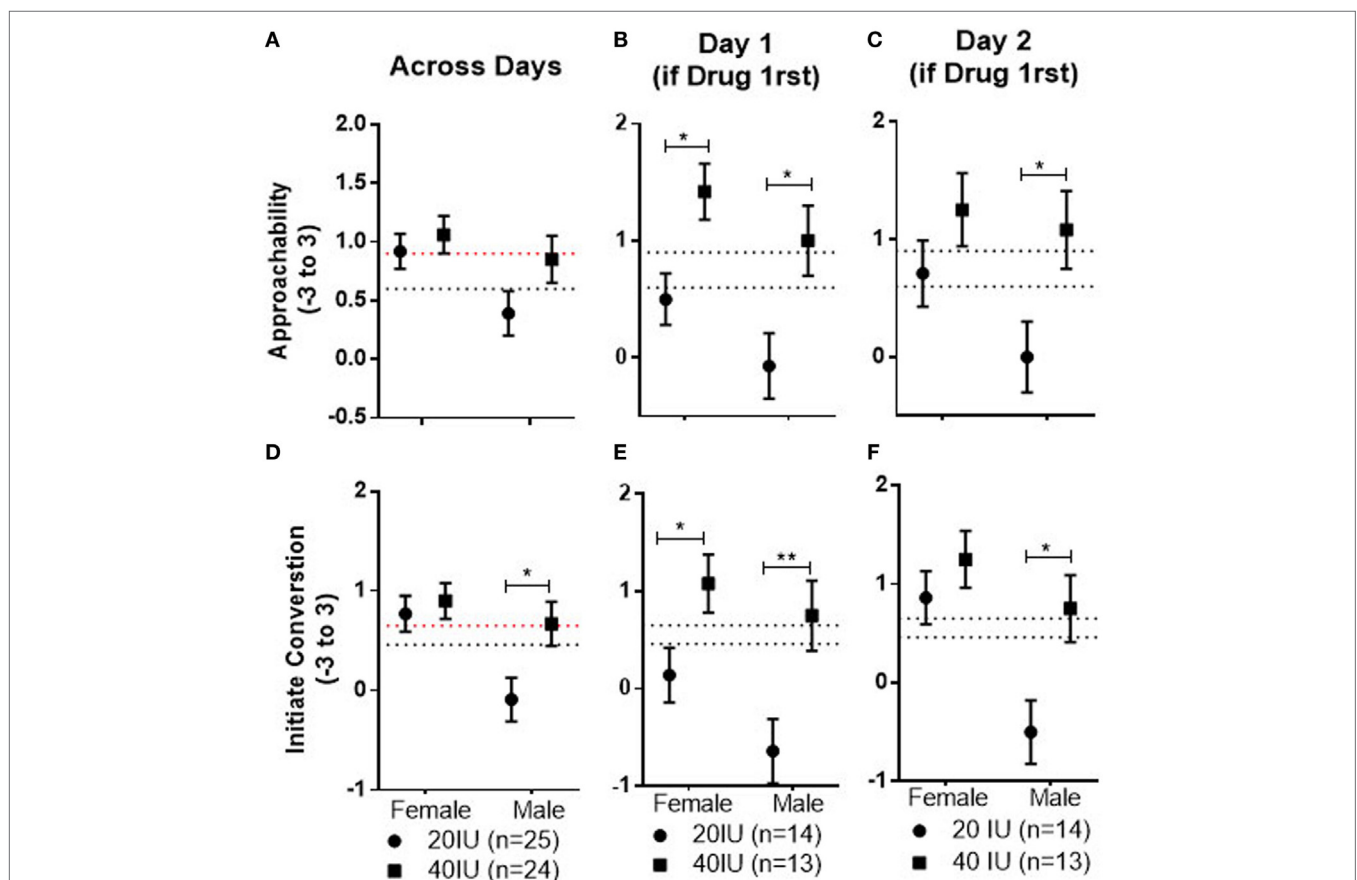 A
Across Days
B
Day 1
(if Drug 1rst)
C
Day 2
(if Drug 1rst)
Approachability
(-3 to 3)
2.0
1.5
1.0
0.5
0.0
-0.5
2
1
0
*
*
2
1
0
*
D
E
F
Initiate Converstion
(-3 to 3)
2
1
0
-1
*
2
1
0
-1
*
**
2
1
0
-1
*
Female Male
20IU (n=25)
40IU (n=24)
Female Male
20IU (n=14)
40IU (n=13)
Female Male
20 IU (n=14)
40 IU (n=13)